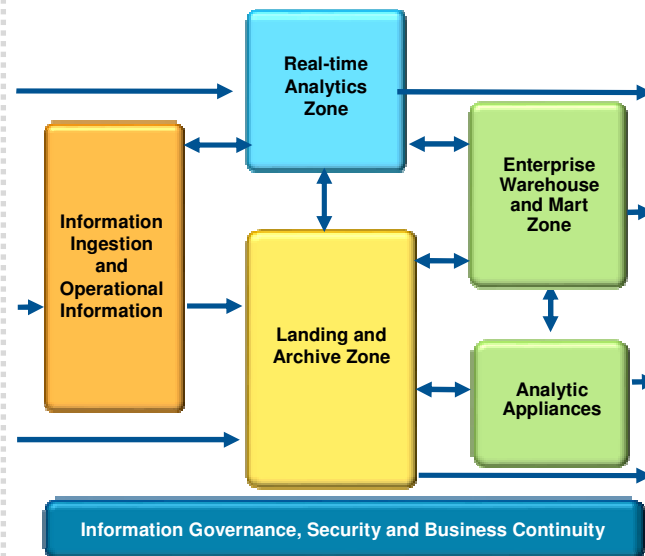 Real-time
Analytics
Zone
Information
Ingestion
and
Operational
Information
Enterprise
Warehouse
and Mart
Zone
Landing and
Archive Zone
Analytic
Appliances
Information Governance, Security and Business Continuity